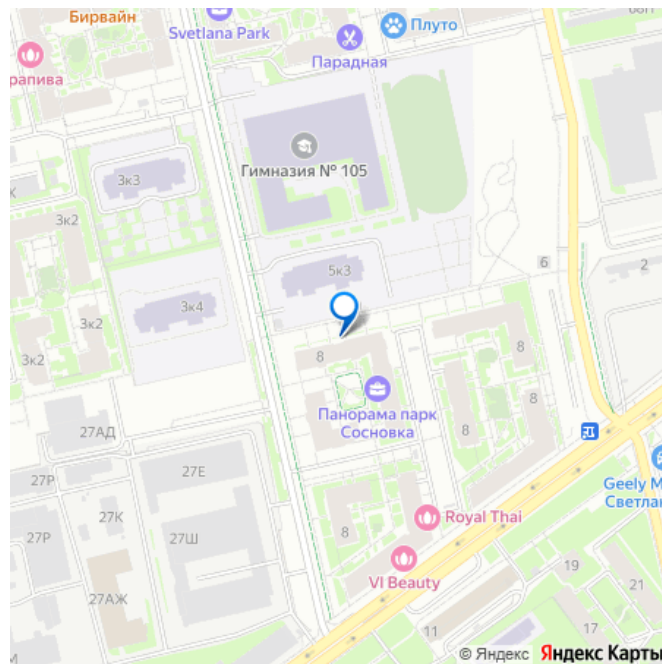 Бирвайн
Svetlana Park
Плуто
Парадная
рапива
Гимназия № 105
3к3
3к2
5к3
6
2
3к4
3к2
3к2
8
8
8
8
8
Панорама парк
Сосновка
27АД
27Е
27Р
27К
27Р
27Ш
27АЖ
Royal Thai
VI Beauty
Geely М
Светлан
19
21
17
11
© Яндекс Яндекс Карты